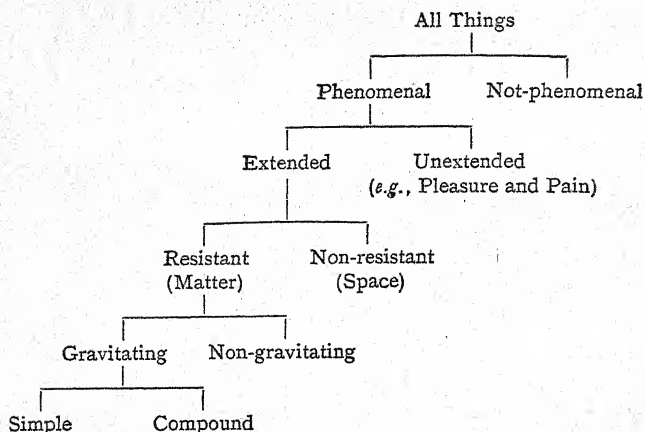 All Things
Phenomenal Not-phenomenal
Extended Unextended
(e.g., Pleasure and Pain)
Resistant Non-resistant
(Matter) (Space)
Gravitating Non-gravitating
Simple Compound